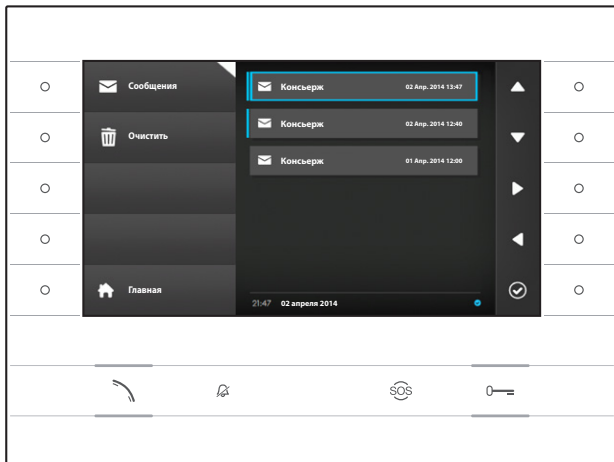 Сообщения
Консьерж 02 Апр. 2014 13:47
Очистить
Консьерж 02 Апр. 2014 12:40
Консьерж 01 Апр. 2014 12:00
Главная
21:47 02 апреля 2014
SOS